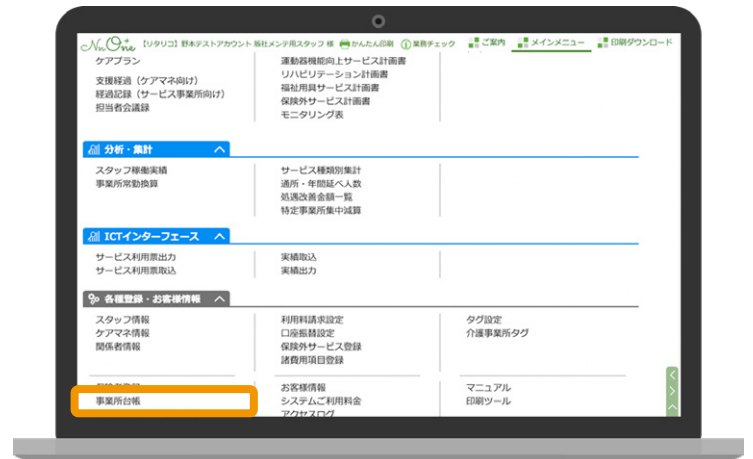 NnOne 【リタリコ】野本テストアカウント 販社メンテ用スタッフ 様 かんたん印刷 業務チェック ご案内 メインメニュー 印刷ダウンロード
ケアプラン
支援経過（ケアマネ向け）
経過記録（サービス事業所向け）
担当者会議録
運動器機能向上サービス計画書
リハビリテーション計画書
福祉用具サービス計画書
保険外サービス計画書
モニタリング表
分析・集計
スタッフ稼働実績
事業所常勤換算
サービス種類別集計
通所・年間延べ人数
処遇改善金額一覧
特定事業所集中減算
ICTインターフェース
サービス利用票出力
サービス利用票取込
実績取込
実績出力
各種登録・お客様情報
スタッフ情報
ケアマネ情報
関係者情報
利用料請求設定
口座振替設定
保険外サービス登録
諸費用項目登録
タグ設定
介護事業所タグ
事業所台帳
お客様情報
システムご利用料金
アクセスログ
マニュアル
印刷ツール